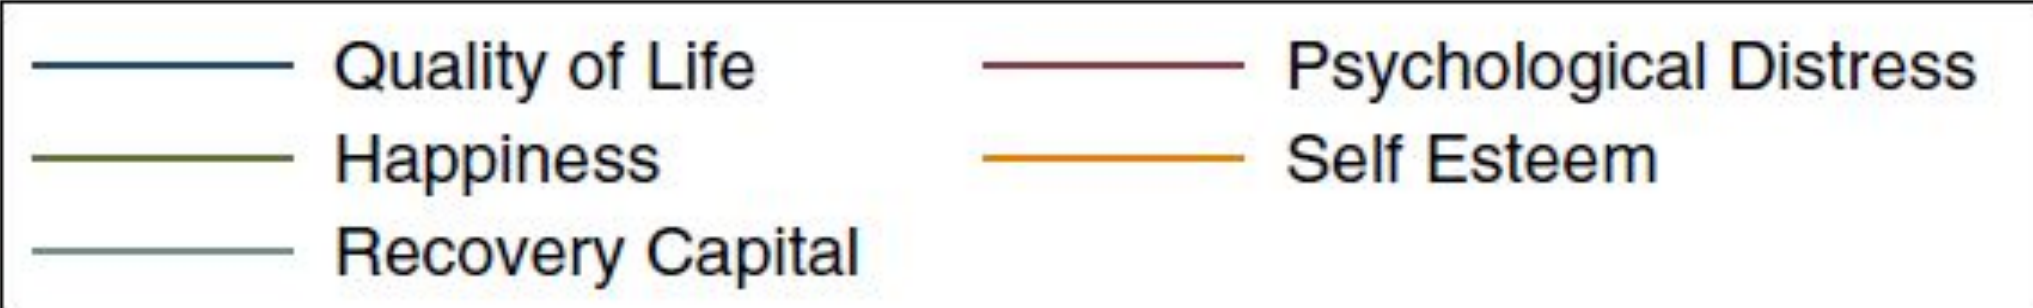 Quality of Life
Psychological Distress
Happiness
Self Esteem
Recovery Capital